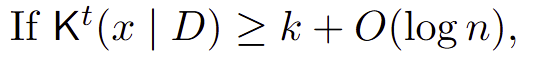 If K^t(x | D) ≥ k + O(log n),